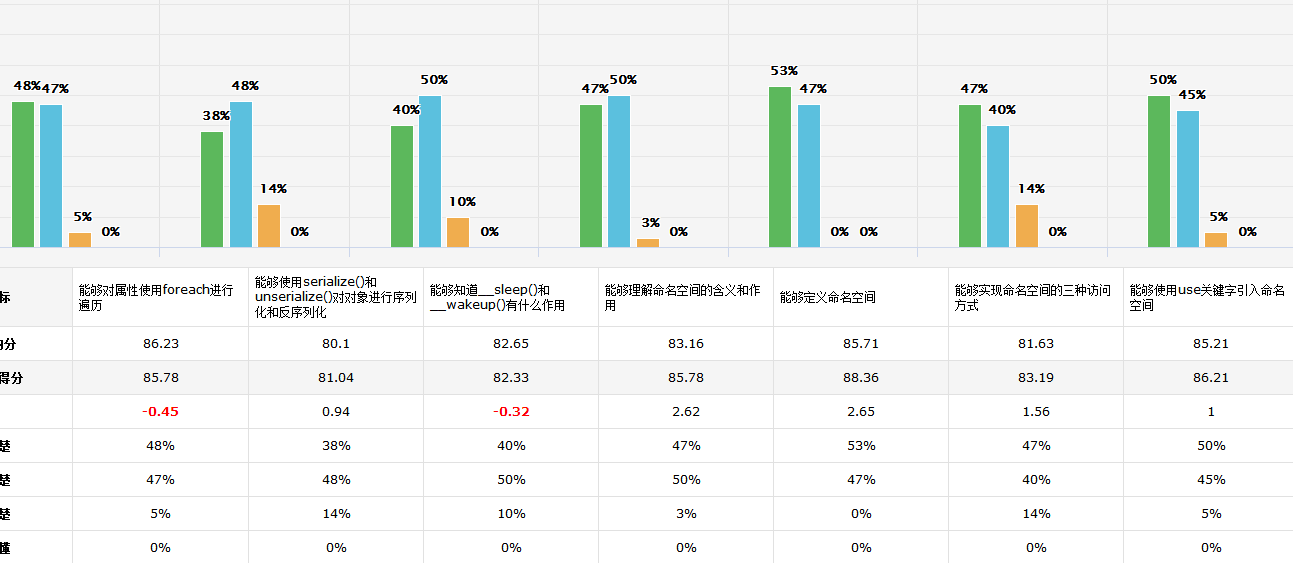 48% 47% 5% 0% 38% 48% 14% 0% 40% 50% 10% 0% 47% 50% 3% 0% 53% 47% 0% 0% 47% 40% 14% 0% 50% 45% 5% 0%
标
能够对属性使用foreach进行
遍历
能够使用serialize()和
unserialize()对对象进行序列
化和反序列化
能够知道__sleep()和
__wakeup()有什么作用
能够理解命名空间的含义和作
用
能够定义命名空间
能够实现命名空间的三种访问
方式
能够使用use关键字引入命名
空间
分 86.23 80.1 82.65 83.16 85.71 81.63 85.21
得分 85.78 81.04 82.33 85.78 88.36 83.19 86.21
-0.45 0.94 -0.32 2.62 2.65 1.56 1
楚 48% 38% 40% 47% 53% 47% 50%
楚 47% 48% 50% 50% 47% 40% 45%
楚 5% 14% 10% 3% 0% 14% 5%
懂 0% 0% 0% 0% 0% 0% 0%